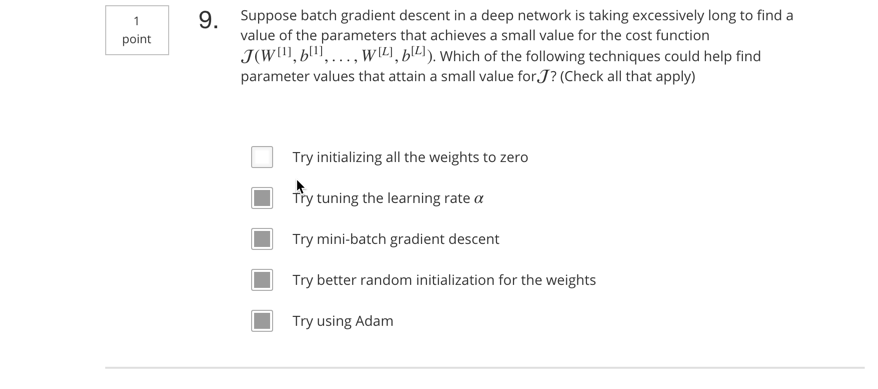 1
point
9.
Suppose batch gradient descent in a deep network is taking excessively long to find a
value of the parameters that achieves a small value for the cost function
𝒥(W^[1], b^[1], . . . , W^[L], b^[L]). Which of the following techniques could help find
parameter values that attain a small value for𝒥? (Check all that apply)
Try initializing all the weights to zero
Try tuning the learning rate α
Try mini-batch gradient descent
Try better random initialization for the weights
Try using Adam